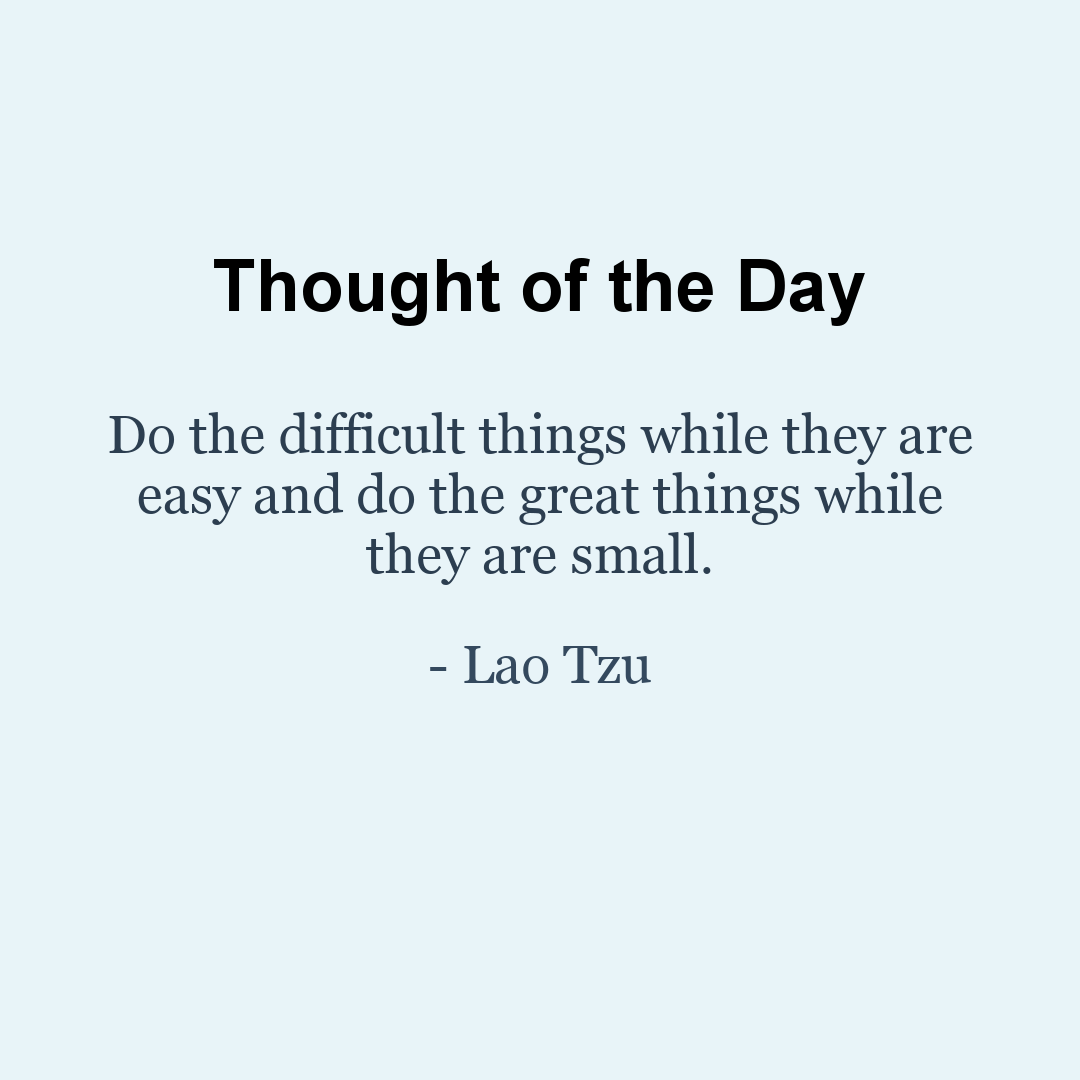 Thought of the Day
Do the difficult things while they are
easy and do the great things while
they are small.
- Lao Tzu